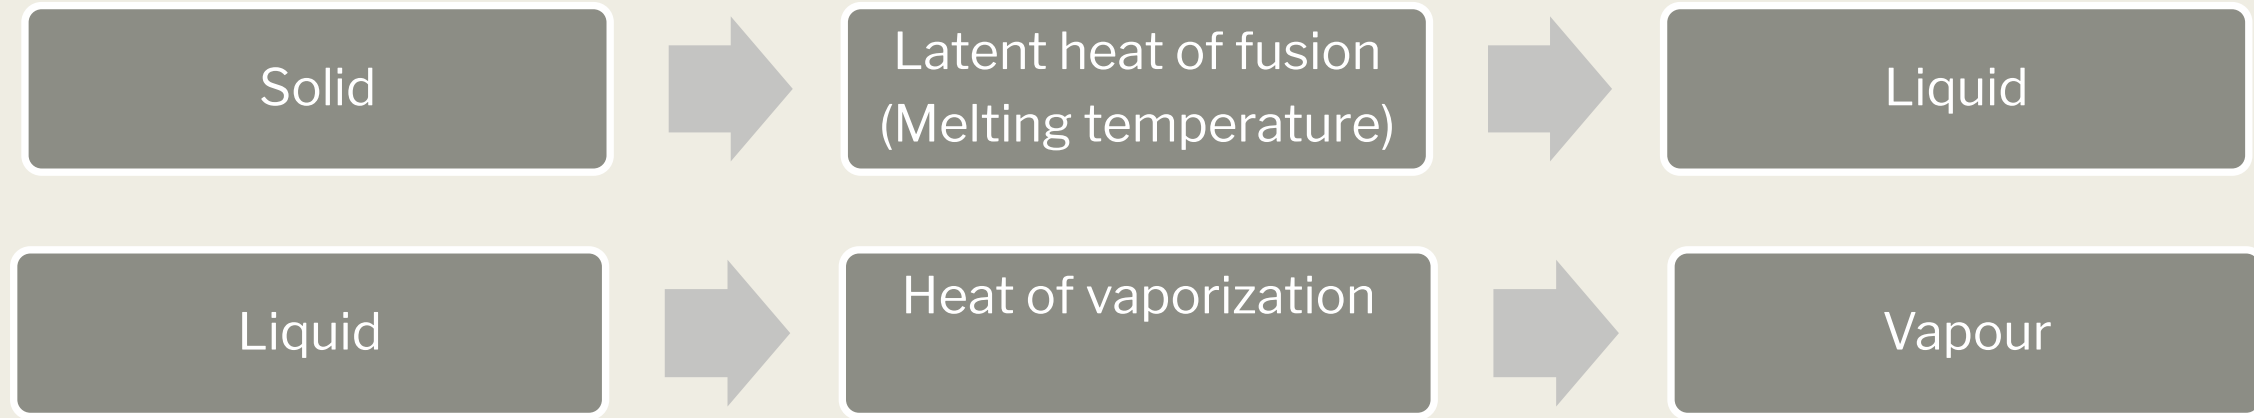 Solid
Latent heat of fusion
(Melting temperature)
Liquid
Liquid
Heat of vaporization
Vapour